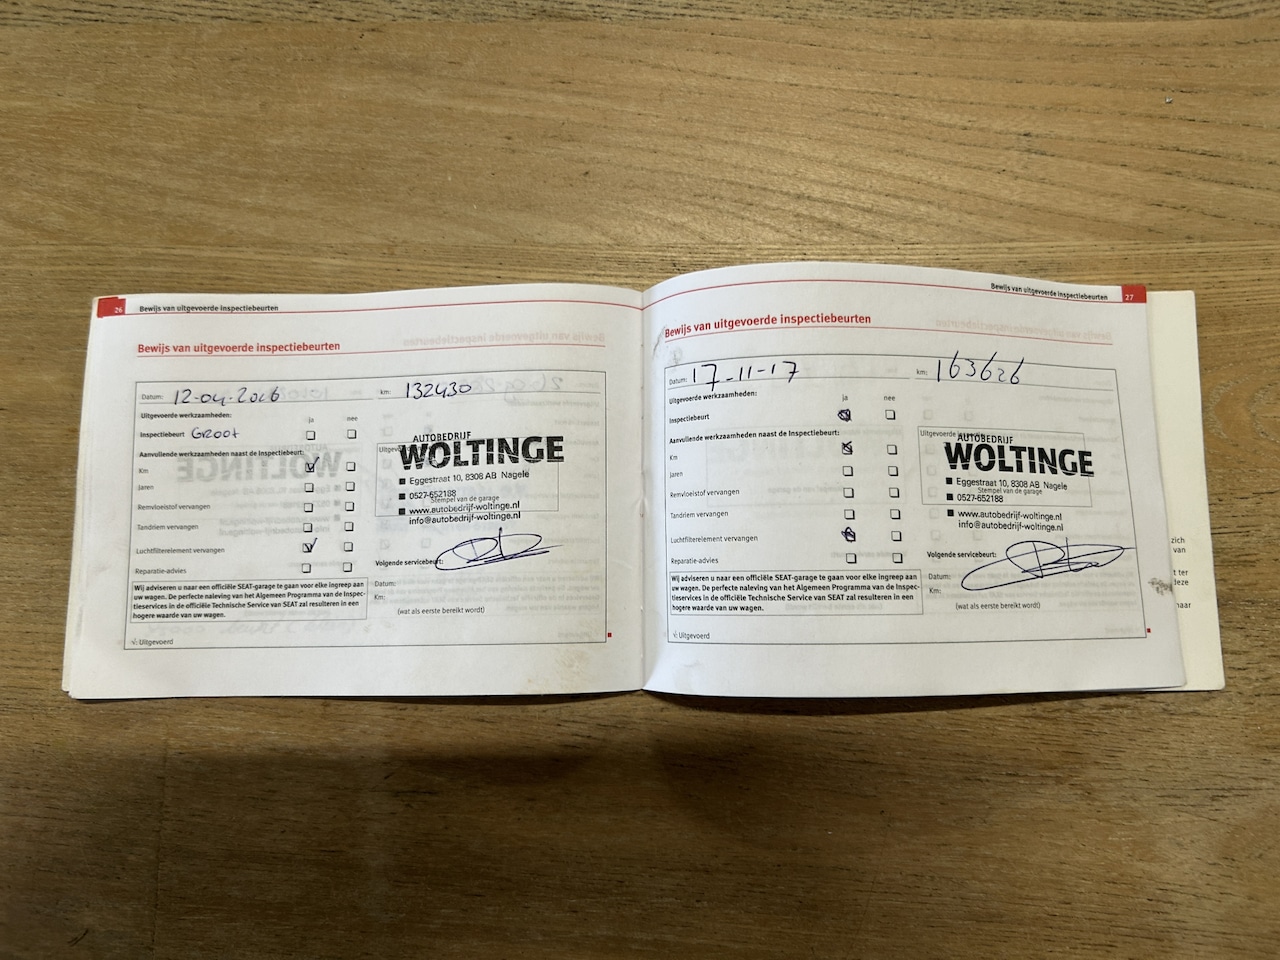 26 Bewijs van uitgevoerde inspectiebeurten
Bewijs van uitgevoerde inspectiebeurten
Datum: 12-04-2016 km: 132430
Uitgevoerde werkzaamheden: ja nee
Inspectiebeurt GROOT
Aanvullende werkzaamheden naast de Inspectiebeurt:
Km
Jaren
Remvloeistof vervangen
Tandriem vervangen
Luchtfilterelement vervangen
Reparatie-advies
Wij adviseren u naar een officiële SEAT-garage te gaan voor elke ingreep aan
uw wagen. De perfecte naleving van het Algemeen Programma van de Inspec-
tieservices in de officiële Technische Service van SEAT zal resulteren in een
hogere waarde van uw wagen.
√: Uitgevoerd
AUTOBEDRIJF
WOLTINGE
Eggestraat 10, 8308 AB Nagele
0527-652188
Stempel van de garage
www.autobedrijf-woltinge.nl
info@autobedrijf-woltinge.nl
Volgende servicebeurt:
Datum:
Km:
(wat als eerste bereikt wordt)
Bewijs van uitgevoerde inspectiebeurten 27
Bewijs van uitgevoerde inspectiebeurten
Datum: 17-11-17 km: 163626
Uitgevoerde werkzaamheden: ja nee
Inspectiebeurt
Aanvullende werkzaamheden naast de Inspectiebeurt:
Km
Jaren
Remvloeistof vervangen
Tandriem vervangen
Luchtfilterelement vervangen
Reparatie-advies
Wij adviseren u naar een officiële SEAT-garage te gaan voor elke ingreep aan
uw wagen. De perfecte naleving van het Algemeen Programma van de Inspec-
tieservices in de officiële Technische Service van SEAT zal resulteren in een
hogere waarde van uw wagen.
√: Uitgevoerd
AUTOBEDRIJF
WOLTINGE
Eggestraat 10, 8308 AB Nagele
0527-652188
Stempel van de garage
www.autobedrijf-woltinge.nl
info@autobedrijf-woltinge.nl
Volgende servicebeurt:
Datum:
Km:
(wat als eerste bereikt wordt)
zich
van
ter
deze
naar